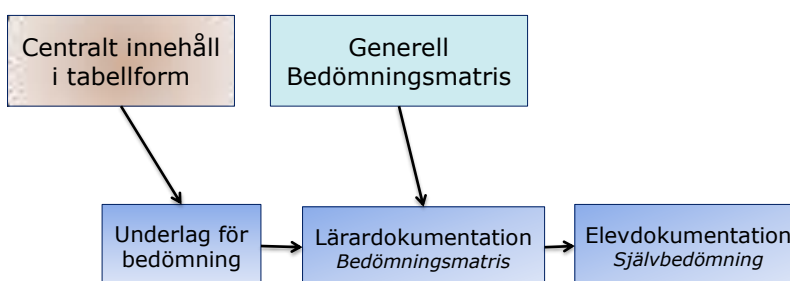 Centralt innehåll
i tabellform
Generell
Bedömningsmatris
Underlag för
bedömning
Lärardokumentation
Bedömningsmatris
Elevdokumentation
Självbedömning